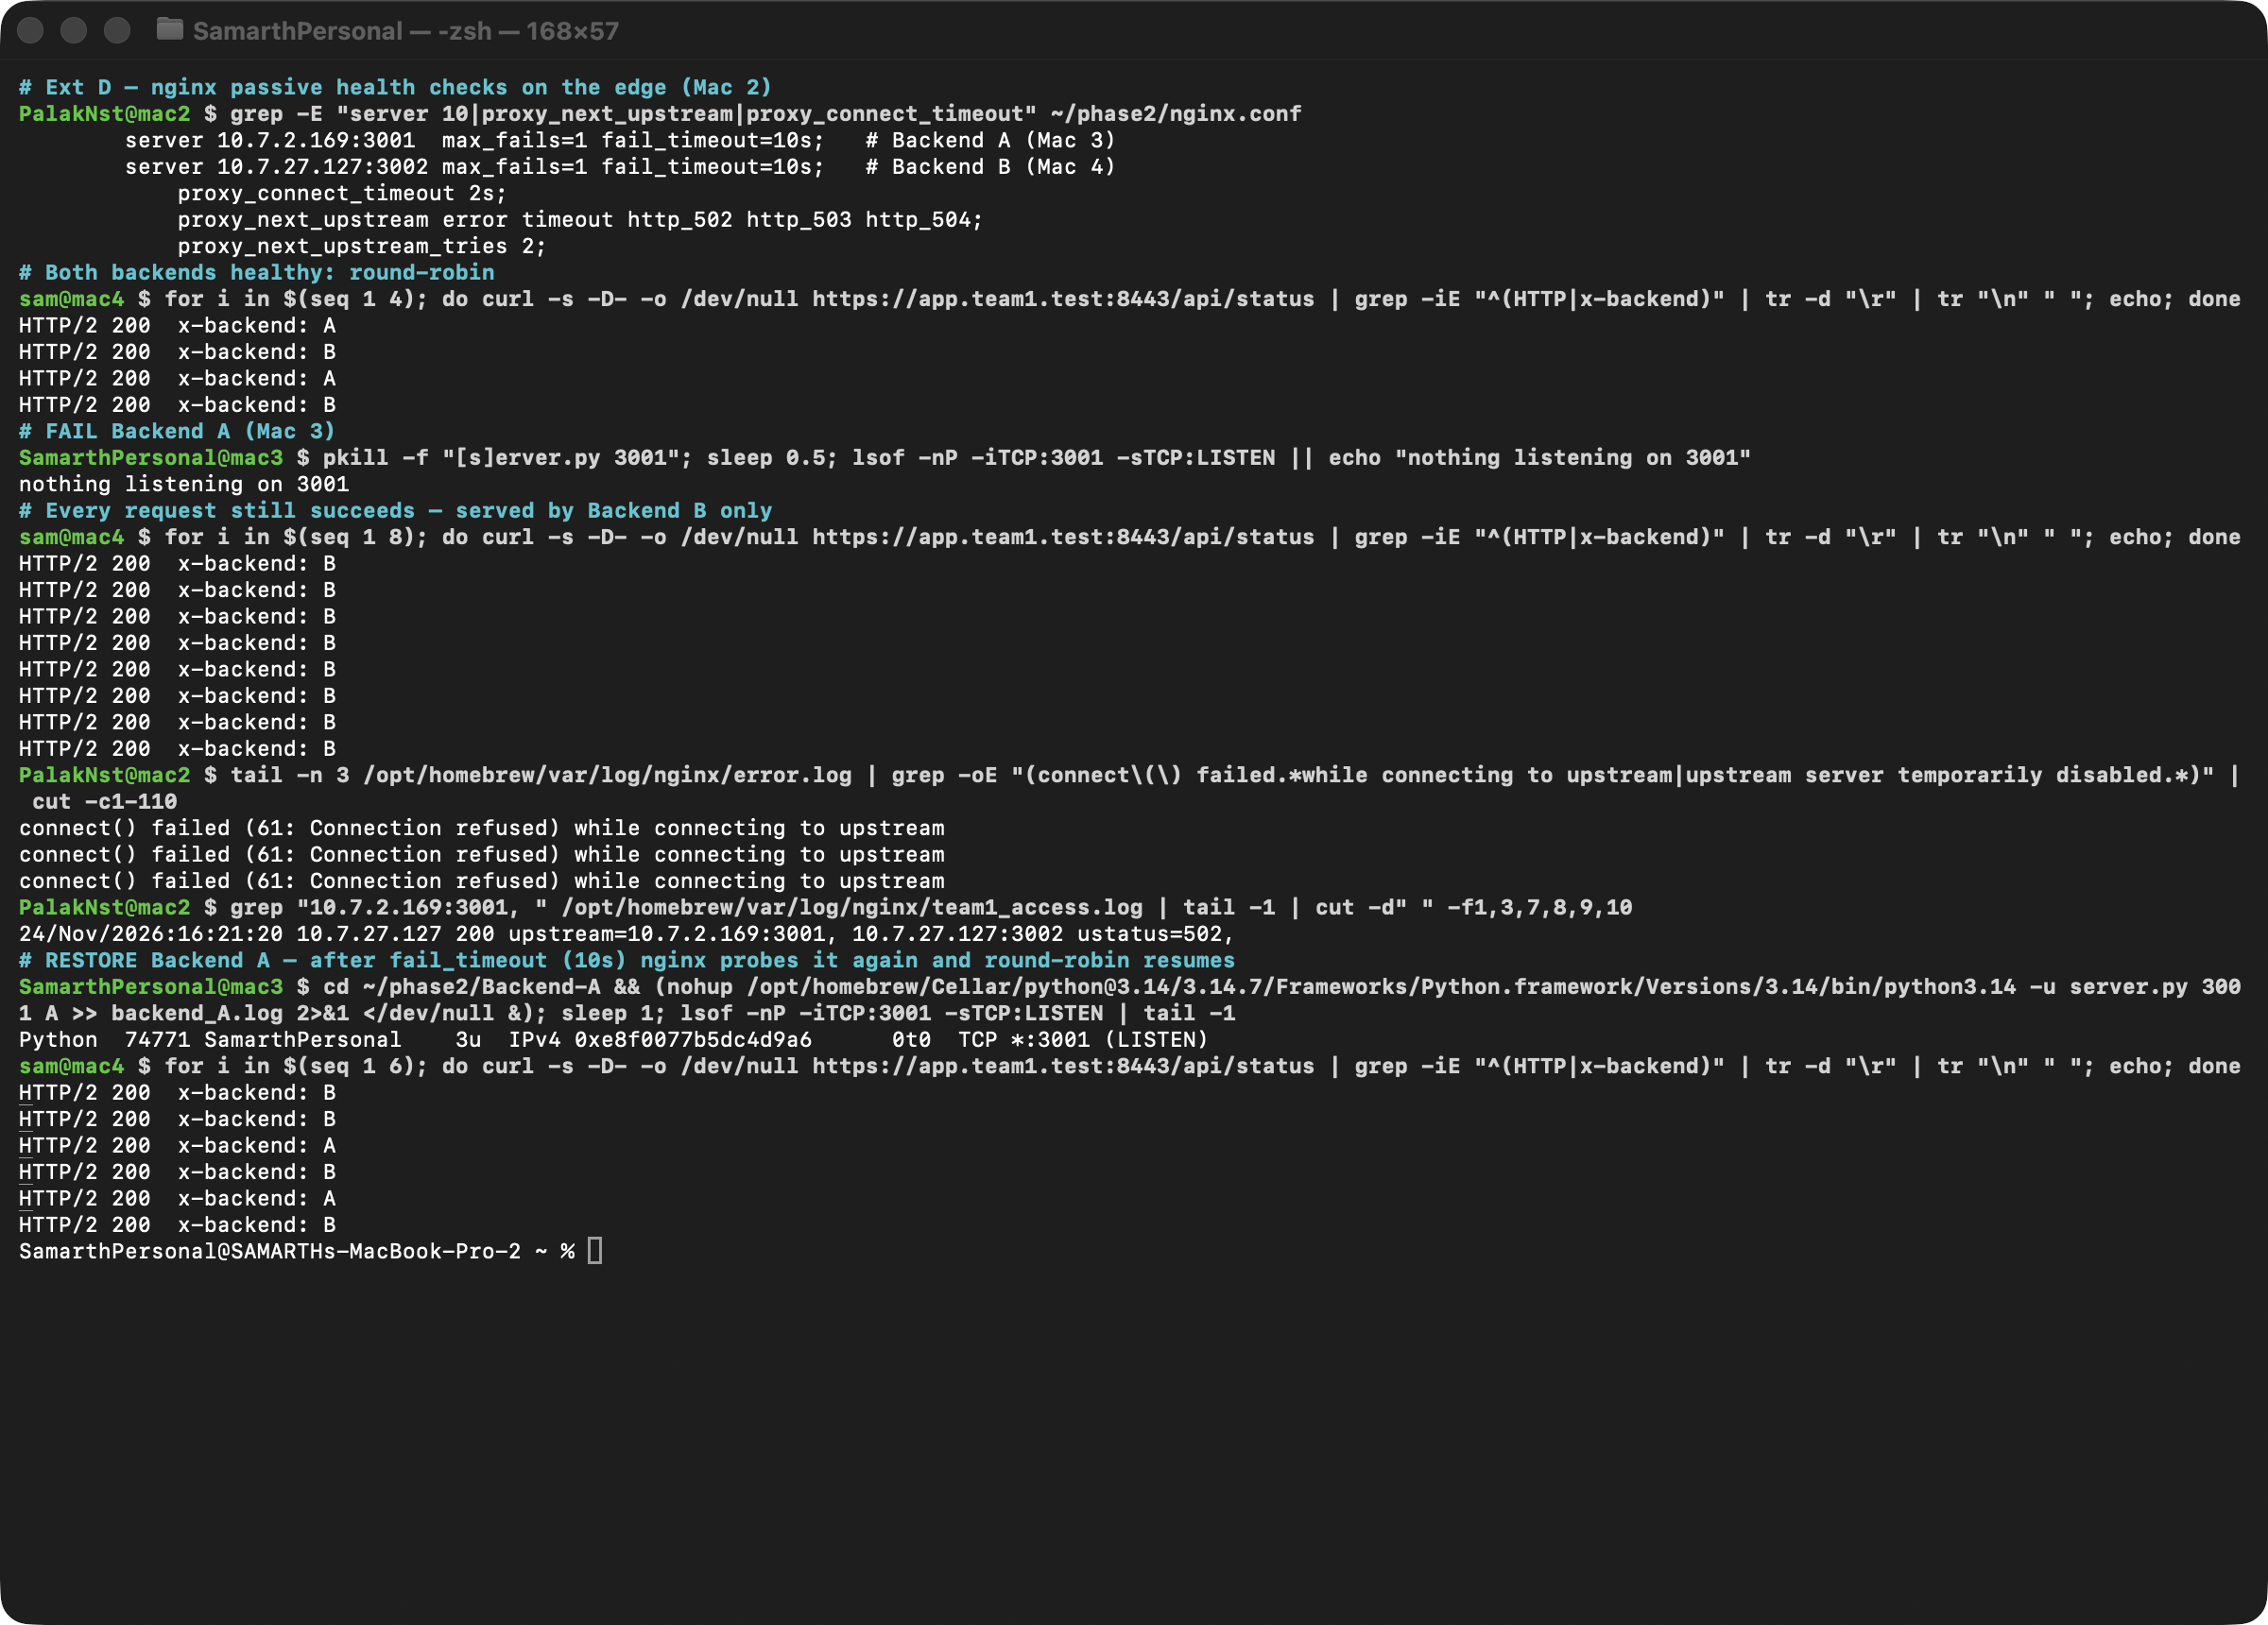 SamarthPersonal — -zsh — 168×57
# Ext D — nginx passive health checks on the edge (Mac 2)
PalakNst@mac2 $ grep -E "server 10|proxy_next_upstream|proxy_connect_timeout" ~/phase2/nginx.conf
        server 10.7.2.169:3001  max_fails=1 fail_timeout=10s;   # Backend A (Mac 3)
        server 10.7.27.127:3002 max_fails=1 fail_timeout=10s;   # Backend B (Mac 4)
            proxy_connect_timeout 2s;
            proxy_next_upstream error timeout http_502 http_503 http_504;
            proxy_next_upstream_tries 2;
# Both backends healthy: round-robin
sam@mac4 $ for i in $(seq 1 4); do curl -s -D- -o /dev/null https://app.team1.test:8443/api/status | grep -iE "^(HTTP|x-backend)" | tr -d "\r" | tr "\n" " "; echo; done
HTTP/2 200  x-backend: A
HTTP/2 200  x-backend: B
HTTP/2 200  x-backend: A
HTTP/2 200  x-backend: B
# FAIL Backend A (Mac 3)
SamarthPersonal@mac3 $ pkill -f "[s]erver.py 3001"; sleep 0.5; lsof -nP -iTCP:3001 -sTCP:LISTEN || echo "nothing listening on 3001"
nothing listening on 3001
# Every request still succeeds — served by Backend B only
sam@mac4 $ for i in $(seq 1 8); do curl -s -D- -o /dev/null https://app.team1.test:8443/api/status | grep -iE "^(HTTP|x-backend)" | tr -d "\r" | tr "\n" " "; echo; done
HTTP/2 200  x-backend: B
HTTP/2 200  x-backend: B
HTTP/2 200  x-backend: B
HTTP/2 200  x-backend: B
HTTP/2 200  x-backend: B
HTTP/2 200  x-backend: B
HTTP/2 200  x-backend: B
HTTP/2 200  x-backend: B
PalakNst@mac2 $ tail -n 3 /opt/homebrew/var/log/nginx/error.log | grep -oE "(connect\(\) failed.*while connecting to upstream|upstream server temporarily disabled.*)" |
 cut -c1-110
connect() failed (61: Connection refused) while connecting to upstream
connect() failed (61: Connection refused) while connecting to upstream
connect() failed (61: Connection refused) while connecting to upstream
PalakNst@mac2 $ grep "10.7.2.169:3001, " /opt/homebrew/var/log/nginx/team1_access.log | tail -1 | cut -d" " -f1,3,7,8,9,10
24/Nov/2026:16:21:20 10.7.27.127 200 upstream=10.7.2.169:3001, 10.7.27.127:3002 ustatus=502,
# RESTORE Backend A — after fail_timeout (10s) nginx probes it again and round-robin resumes
SamarthPersonal@mac3 $ cd ~/phase2/Backend-A && (nohup /opt/homebrew/Cellar/python@3.14/3.14.7/Frameworks/Python.framework/Versions/3.14/bin/python3.14 -u server.py 300
1 A >> backend_A.log 2>&1 </dev/null &); sleep 1; lsof -nP -iTCP:3001 -sTCP:LISTEN | tail -1
Python  74771 SamarthPersonal    3u  IPv4 0xe8f0077b5dc4d9a6      0t0  TCP *:3001 (LISTEN)
sam@mac4 $ for i in $(seq 1 6); do curl -s -D- -o /dev/null https://app.team1.test:8443/api/status | grep -iE "^(HTTP|x-backend)" | tr -d "\r" | tr "\n" " "; echo; done
HTTP/2 200  x-backend: B
HTTP/2 200  x-backend: B
HTTP/2 200  x-backend: A
HTTP/2 200  x-backend: B
HTTP/2 200  x-backend: A
HTTP/2 200  x-backend: B
SamarthPersonal@SAMARTHs-MacBook-Pro-2 ~ %